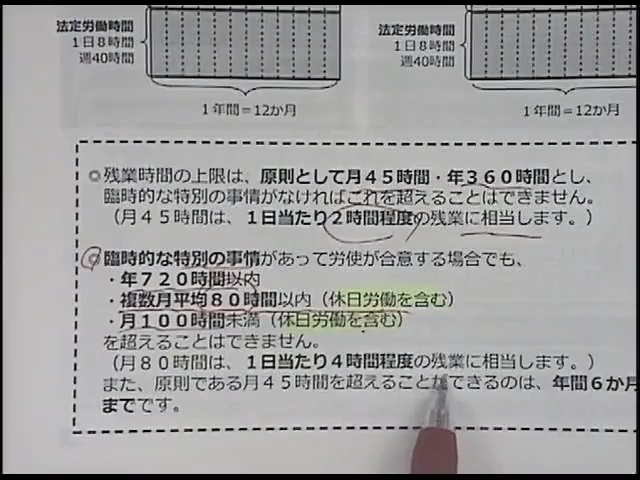 法定労働時間
1日8時間
週40時間
1年間=12か月
法定労働時間
1日8時間
週40時間
1年間=12か月
◎残業時間の上限は、原則として月４５時間・年３６０時間とし、
臨時的な特別の事情がなければこれを超えることはできません。
（月４５時間は、１日当たり２時間程度の残業に相当します。）
◎臨時的な特別の事情があって労使が合意する場合でも、
・年７２０時間以内
・複数月平均８０時間以内（休日労働を含む）
・月１００時間未満（休日労働を含む）
を超えることはできません。
（月８０時間は、１日当たり４時間程度の残業に相当します。）
また、原則である月４５時間を超えることができるのは、年間６か月
までです。